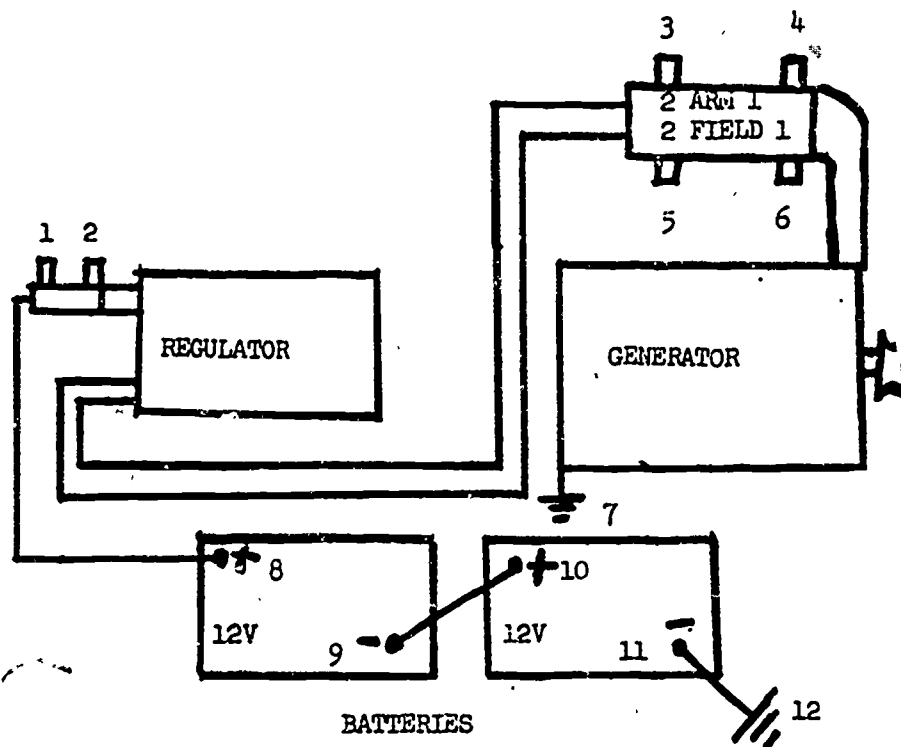 3 4
2 ARM 1
2 FIELD 1
5 6
1 2
REGULATOR
GENERATOR
7
+ 8
+ 10
12V
- 9
12V
- 11
12
BATTERIES